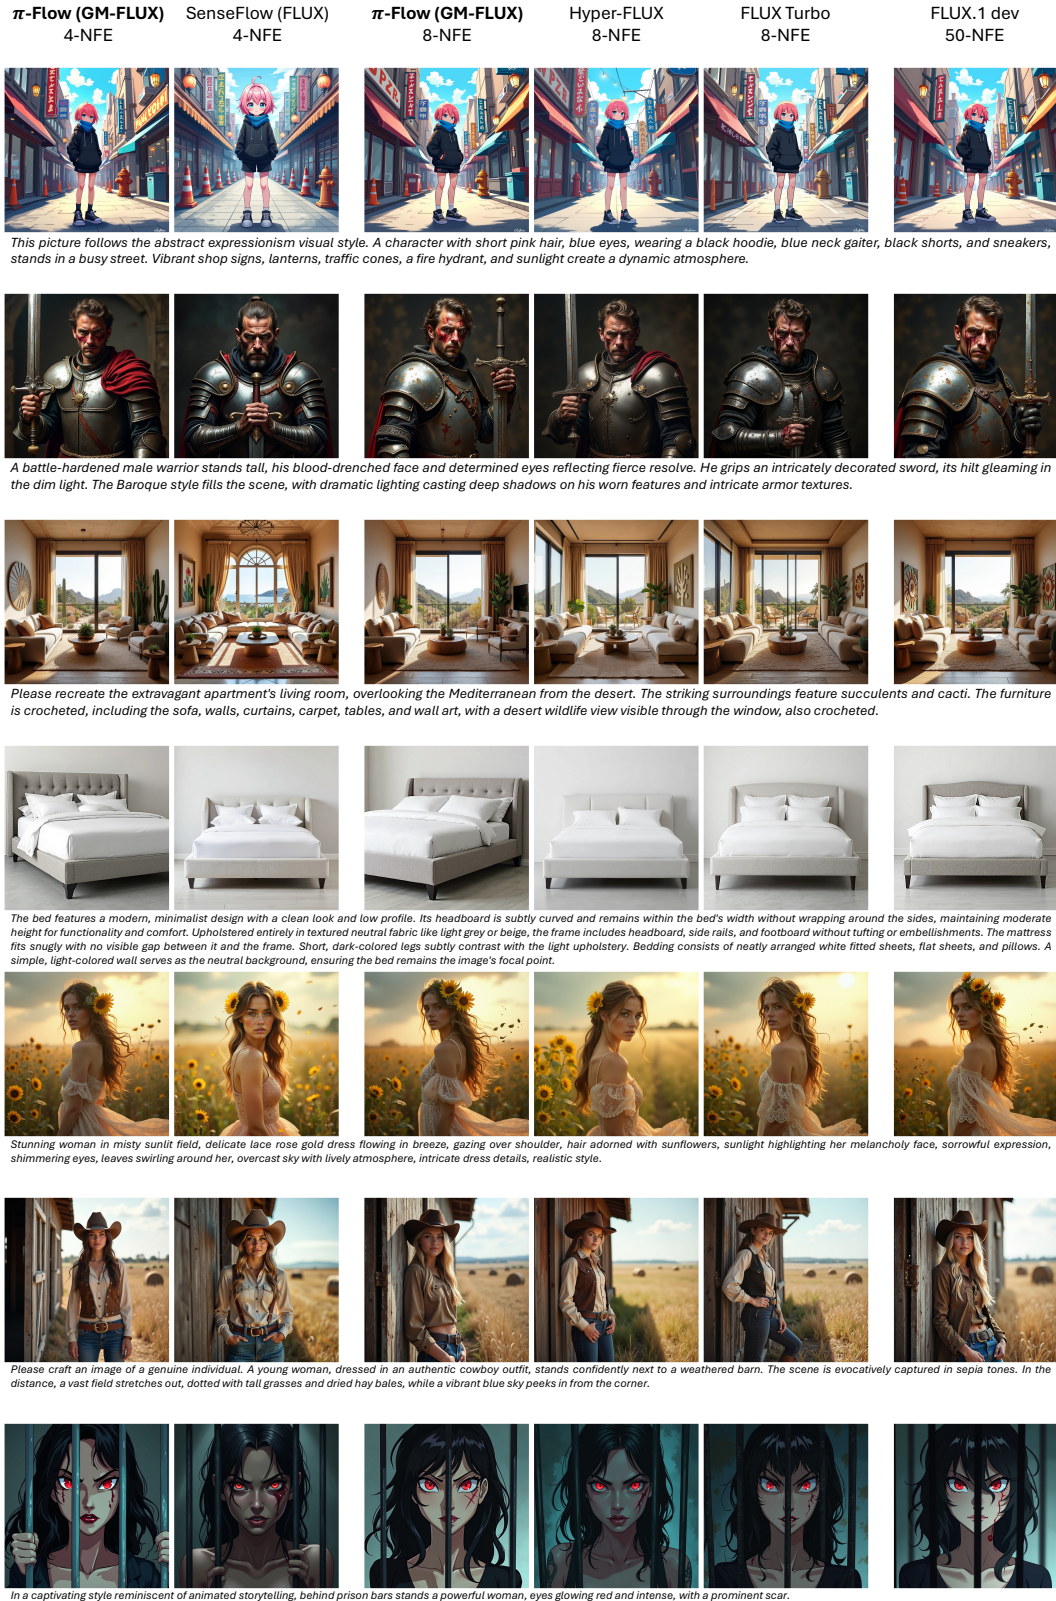 π-Flow (GM-FLUX) SenseFlow (FLUX) π-Flow (GM-FLUX) Hyper-FLUX FLUX Turbo FLUX.1 dev
4-NFE 4-NFE 8-NFE 8-NFE 8-NFE 50-NFE
This picture follows the abstract expressionism visual style. A character with short pink hair, blue eyes, wearing a black hoodie, blue neck gaiter, black shorts, and sneakers,
stands in a busy street. Vibrant shop signs, lanterns, traffic cones, a fire hydrant, and sunlight create a dynamic atmosphere.
A battle-hardened male warrior stands tall, his blood-drenched face and determined eyes reflecting fierce resolve. He grips an intricately decorated sword, its hilt gleaming in
the dim light. The Baroque style fills the scene, with dramatic lighting casting deep shadows on his worn features and intricate armor textures.
Please recreate the extravagant apartment's living room, overlooking the Mediterranean from the desert. The striking surroundings feature succulents and cacti. The furniture
is crocheted, including the sofa, walls, curtains, carpet, tables, and wall art, with a desert wildlife view visible through the window, also crocheted.
The bed features a modern, minimalist design with a clean look and low profile. Its headboard is subtly curved and remains within the bed's width without wrapping around the sides, maintaining moderate
height for functionality and comfort. Upholstered entirely in textured neutral fabric like light grey or beige, the frame includes headboard, side rails, and footboard without tufting or embellishments. The mattress
fits snugly with no visible gap between it and the frame. Short, dark-colored legs subtly contrast with the light upholstery. Bedding consists of neatly arranged white fitted sheets, flat sheets, and pillows. A
simple, light-colored wall serves as the neutral background, ensuring the bed remains the image's focal point.
Stunning woman in misty sunlit field, delicate lace rose gold dress flowing in breeze, gazing over shoulder, hair adorned with sunflowers, sunlight highlighting her melancholy face, sorrowful expression,
shimmering eyes, leaves swirling around her, overcast sky with lively atmosphere, intricate dress details, realistic style.
Please craft an image of a genuine individual. A young woman, dressed in an authentic cowboy outfit, stands confidently next to a weathered barn. The scene is evocatively captured in sepia tones. In the
distance, a vast field stretches out, dotted with tall grasses and dried hay bales, while a vibrant blue sky peeks in from the corner.
In a captivating style reminiscent of animated storytelling, behind prison bars stands a powerful woman, eyes glowing red and intense, with a prominent scar.